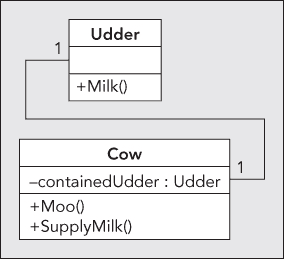 Udder
1
+Milk()
Cow
–containedUdder : Udder
1
+Moo()
+SupplyMilk()